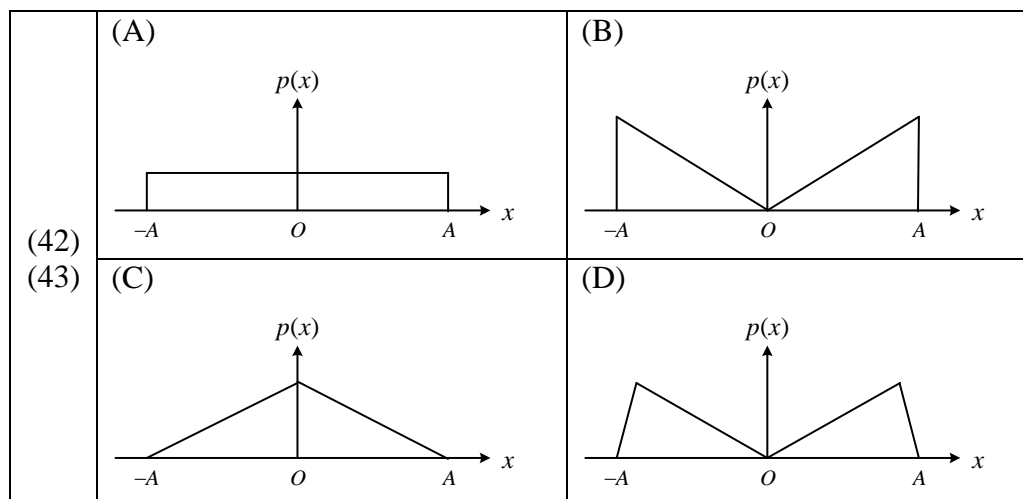 (42)
(43)
(A)
p(x)
–A
O
A
x
(B)
p(x)
–A
O
A
x
(C)
p(x)
–A
O
A
x
(D)
p(x)
–A
O
A
x